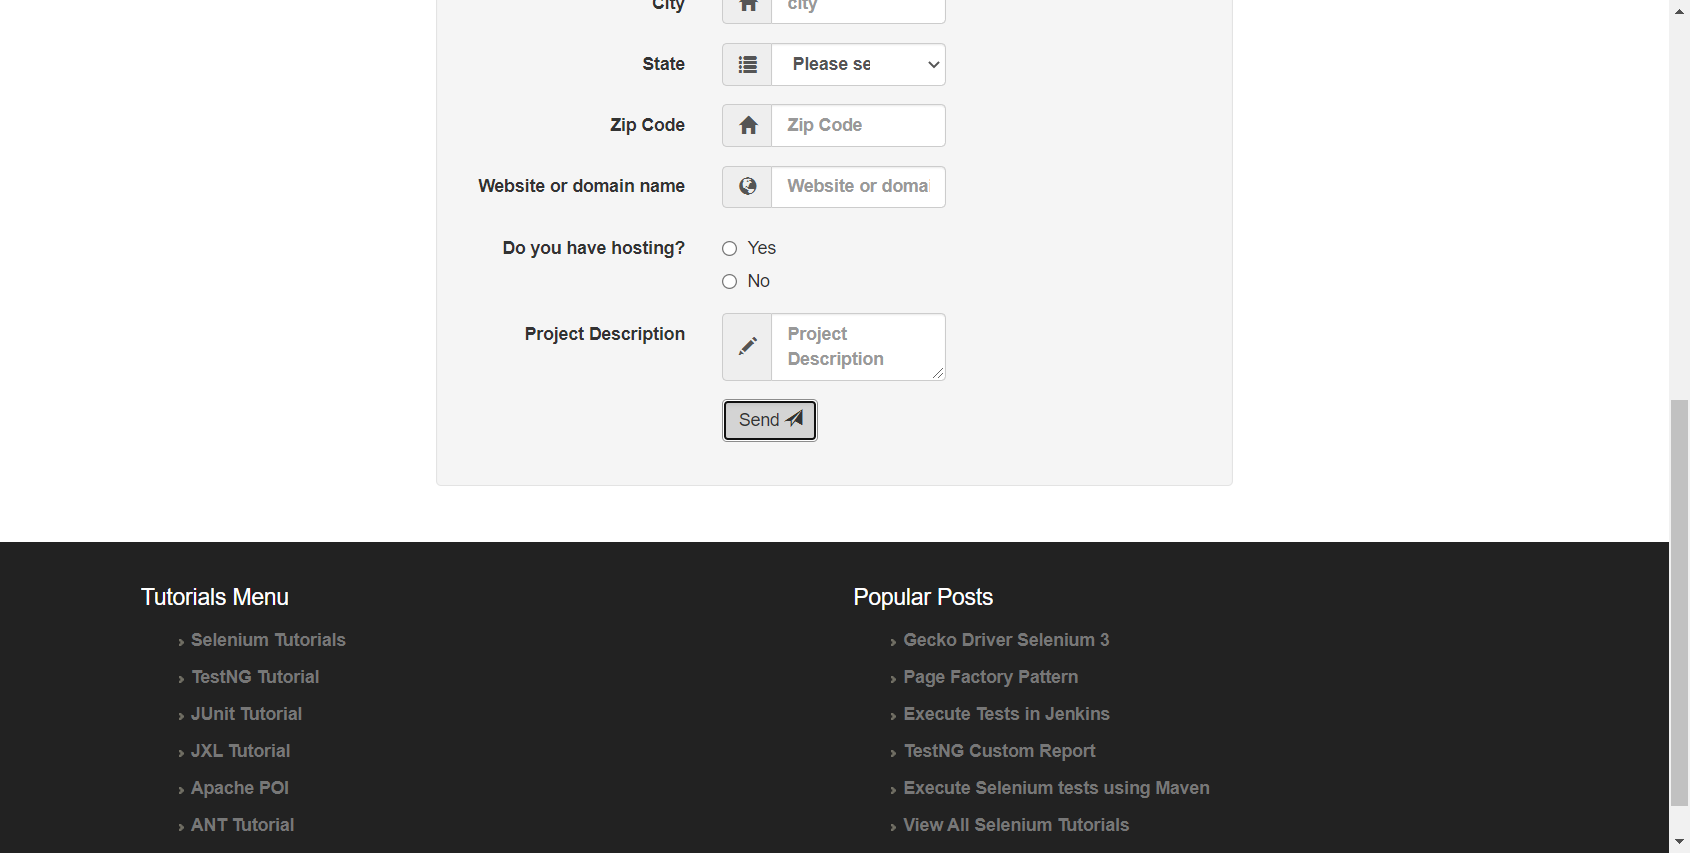 City
city
State
Please se
Zip Code
Zip Code
Website or domain name
Website or domai
Do you have hosting?
Yes
No
Project Description
Project
Description
Send
Tutorials Menu
Selenium Tutorials
TestNG Tutorial
JUnit Tutorial
JXL Tutorial
Apache POI
ANT Tutorial
Popular Posts
Gecko Driver Selenium 3
Page Factory Pattern
Execute Tests in Jenkins
TestNG Custom Report
Execute Selenium tests using Maven
View All Selenium Tutorials